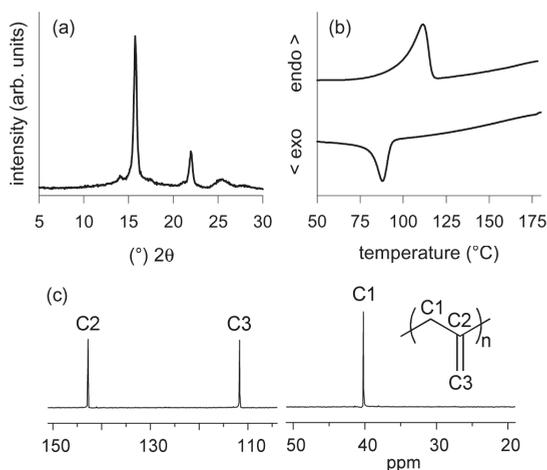 (a)
intensity (arb. units)
5 10 15 20 25 30
(°) 2θ
(b)
endo >
< exo
50 75 100 125 150 175
temperature (°C)
(c)
C2
C3
C1
C1
C2
n
C3
150 130 110 50 40 30 20
ppm